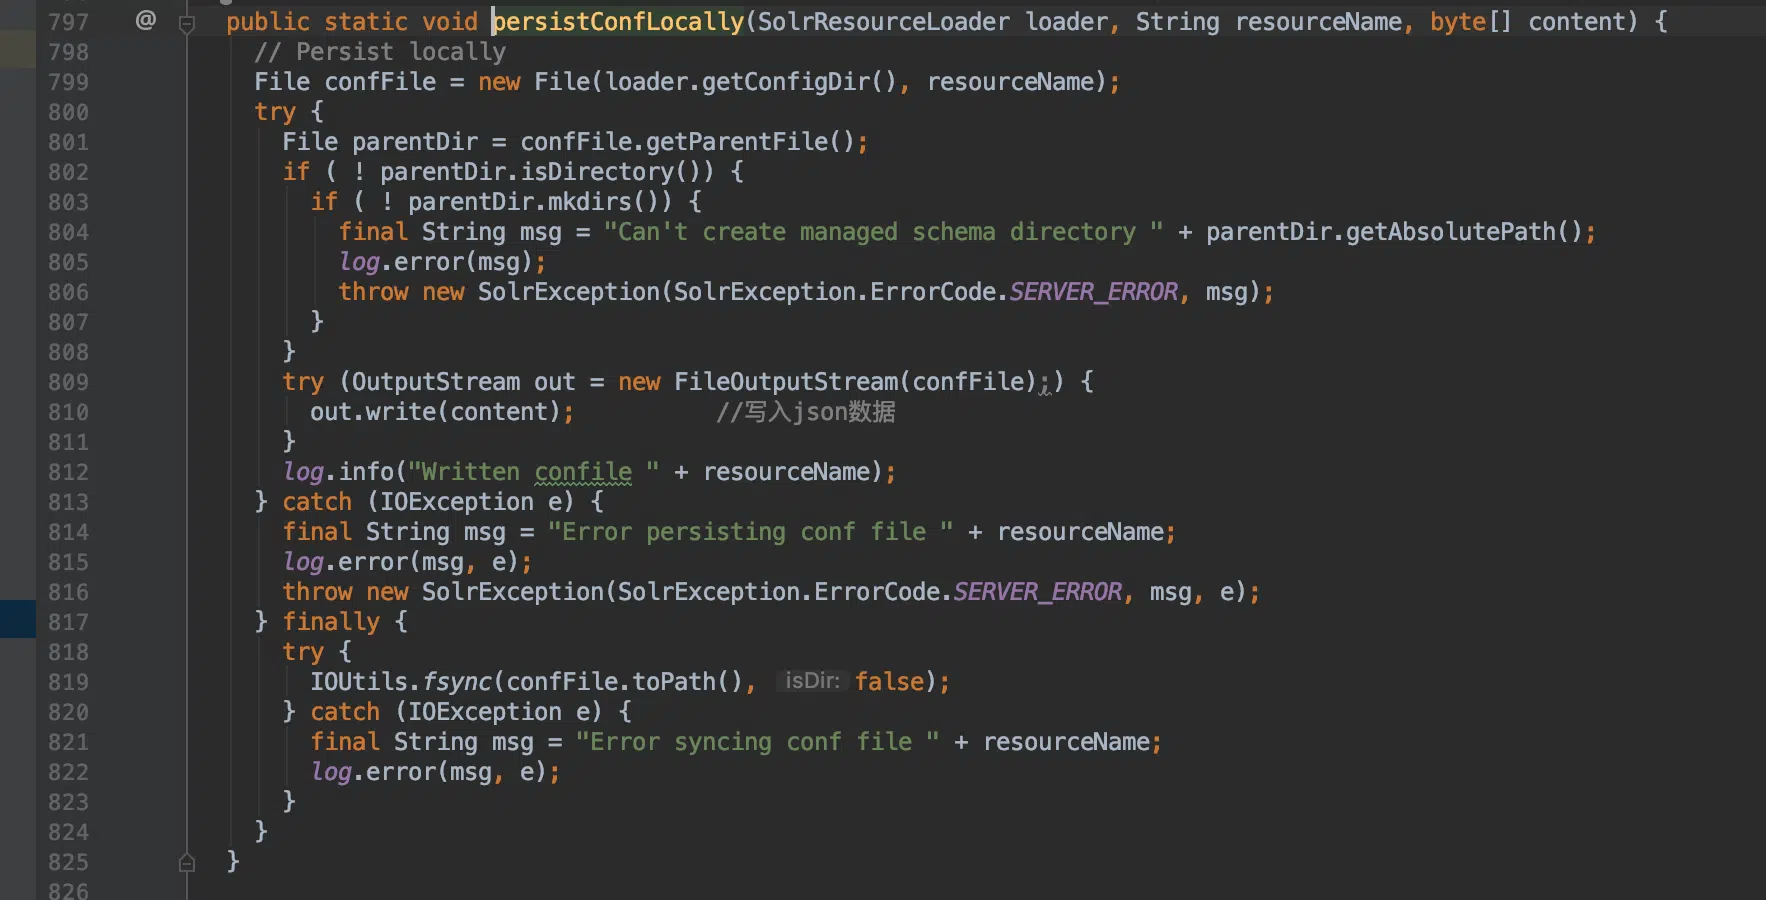 797 @ public static void persistConfLocally(SolrResourceLoader loader, String resourceName, byte[] content) {
798 // Persist locally
799 File confFile = new File(loader.getConfigDir(), resourceName);
800 try {
801 File parentDir = confFile.getParentFile();
802 if ( ! parentDir.isDirectory()) {
803 if ( ! parentDir.mkdirs()) {
804 final String msg = "Can't create managed schema directory " + parentDir.getAbsolutePath();
805 log.error(msg);
806 throw new SolrException(SolrException.ErrorCode.SERVER_ERROR, msg);
807 }
808 }
809 try (OutputStream out = new FileOutputStream(confFile);) {
810 out.write(content); //写入json数据
811 }
812 log.info("Written confile " + resourceName);
813 } catch (IOException e) {
814 final String msg = "Error persisting conf file " + resourceName;
815 log.error(msg, e);
816 throw new SolrException(SolrException.ErrorCode.SERVER_ERROR, msg, e);
817 } finally {
818 try {
819 IOUtils.fsync(confFile.toPath(), isDir: false);
820 } catch (IOException e) {
821 final String msg = "Error syncing conf file " + resourceName;
822 log.error(msg, e);
823 }
824 }
825 }
826